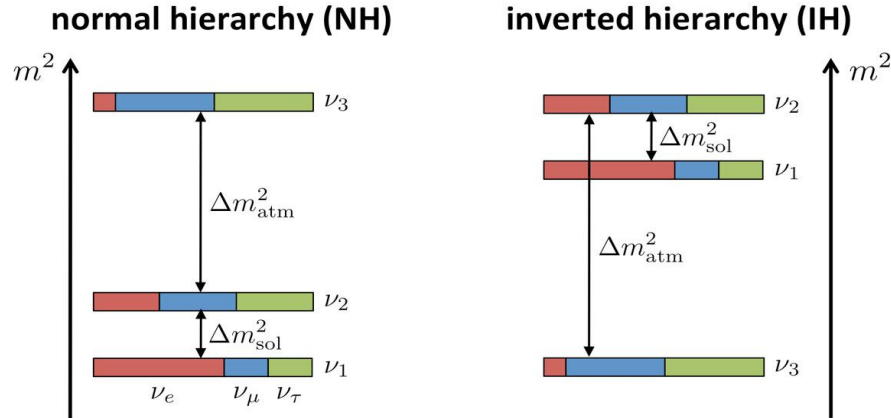 normal hierarchy (NH)
inverted hierarchy (IH)
m²
ν₃
Δm²atm
ν₂
Δm²sol
ν₁
νe νμ ντ
m²
ν₂
Δm²sol
ν₁
Δm²atm
ν₃